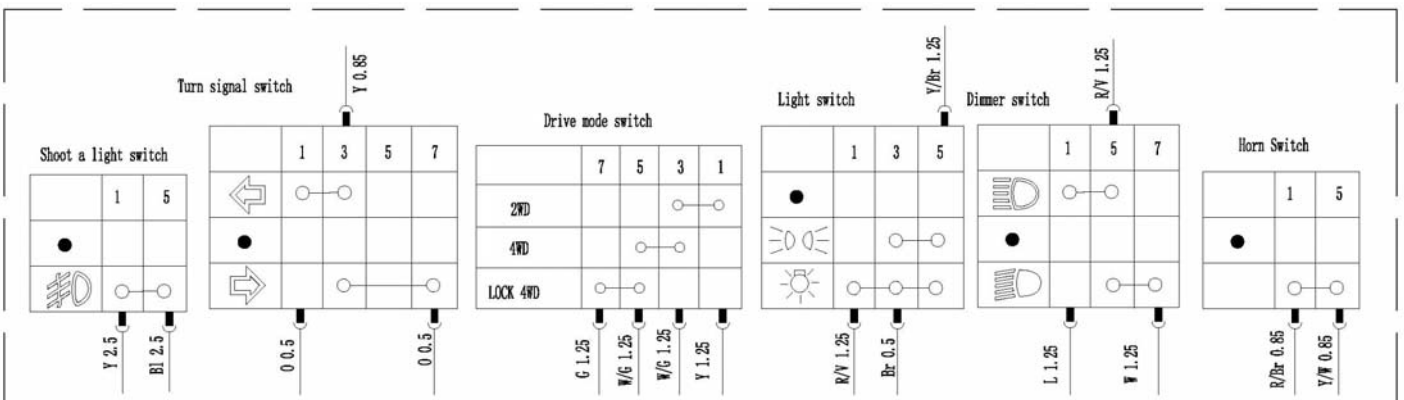 Shoot a light switch
1 5
Y 2.5
Bl 2.5
Turn signal switch
Y 0.85
1 3 5 7
O 0.5
O 0.5
Drive mode switch
7 5 3 1
2WD
4WD
LOCK 4WD
G 1.25
W/G 1.25
W/G 1.25
Y 1.25
Light switch
Y/Br 1.25
1 3 5
R/V 1.25
Br 0.5
Dimmer switch
R/V 1.25
1 5 7
L 1.25
W 1.25
Horn Switch
1 5
R/Br 0.85
Y/W 0.85